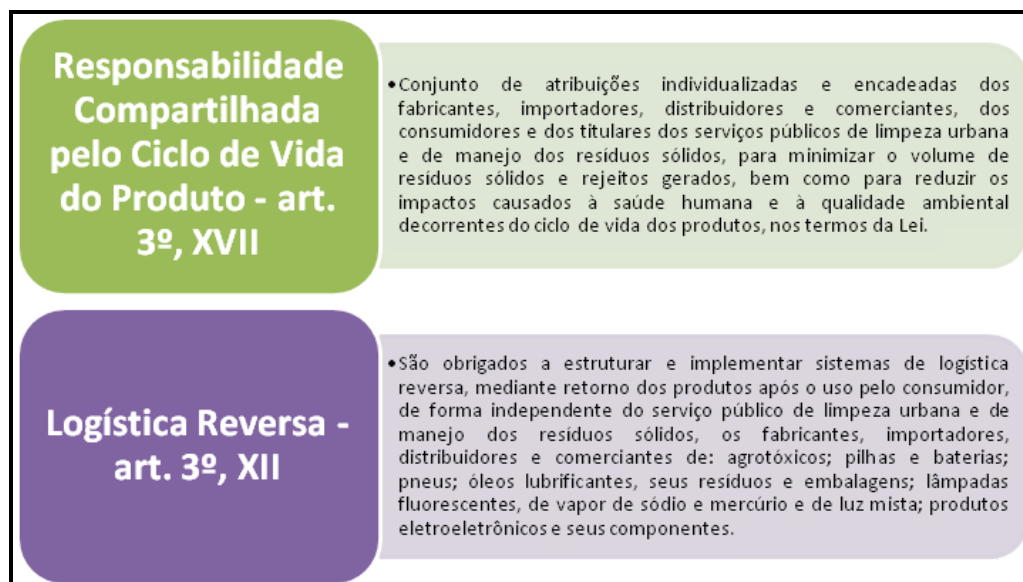 Responsabilidade
Compartilhada
pelo Ciclo de Vida
do Produto - art.
3º, XVII
•Conjunto de atribuições individualizadas e encadeadas dos
fabricantes, importadores, distribuidores e comerciantes, dos
consumidores e dos titulares dos serviços públicos de limpeza urbana
e de manejo dos resíduos sólidos, para minimizar o volume de
resíduos sólidos e rejeitos gerados, bem como para reduzir os
impactos causados à saúde humana e à qualidade ambiental
decorrentes do ciclo de vida dos produtos, nos termos da Lei.
Logística Reversa -
art. 3º, XII
•São obrigados a estruturar e implementar sistemas de logística
reversa, mediante retorno dos produtos após o uso pelo consumidor,
de forma independente do serviço público de limpeza urbana e de
manejo dos resíduos sólidos, os fabricantes, importadores,
distribuidores e comerciantes de: agrotóxicos; pilhas e baterias;
pneus; óleos lubrificantes, seus resíduos e embalagens; lâmpadas
fluorescentes, de vapor de sódio e mercúrio e de luz mista; produtos
eletroeletrônicos e seus componentes.